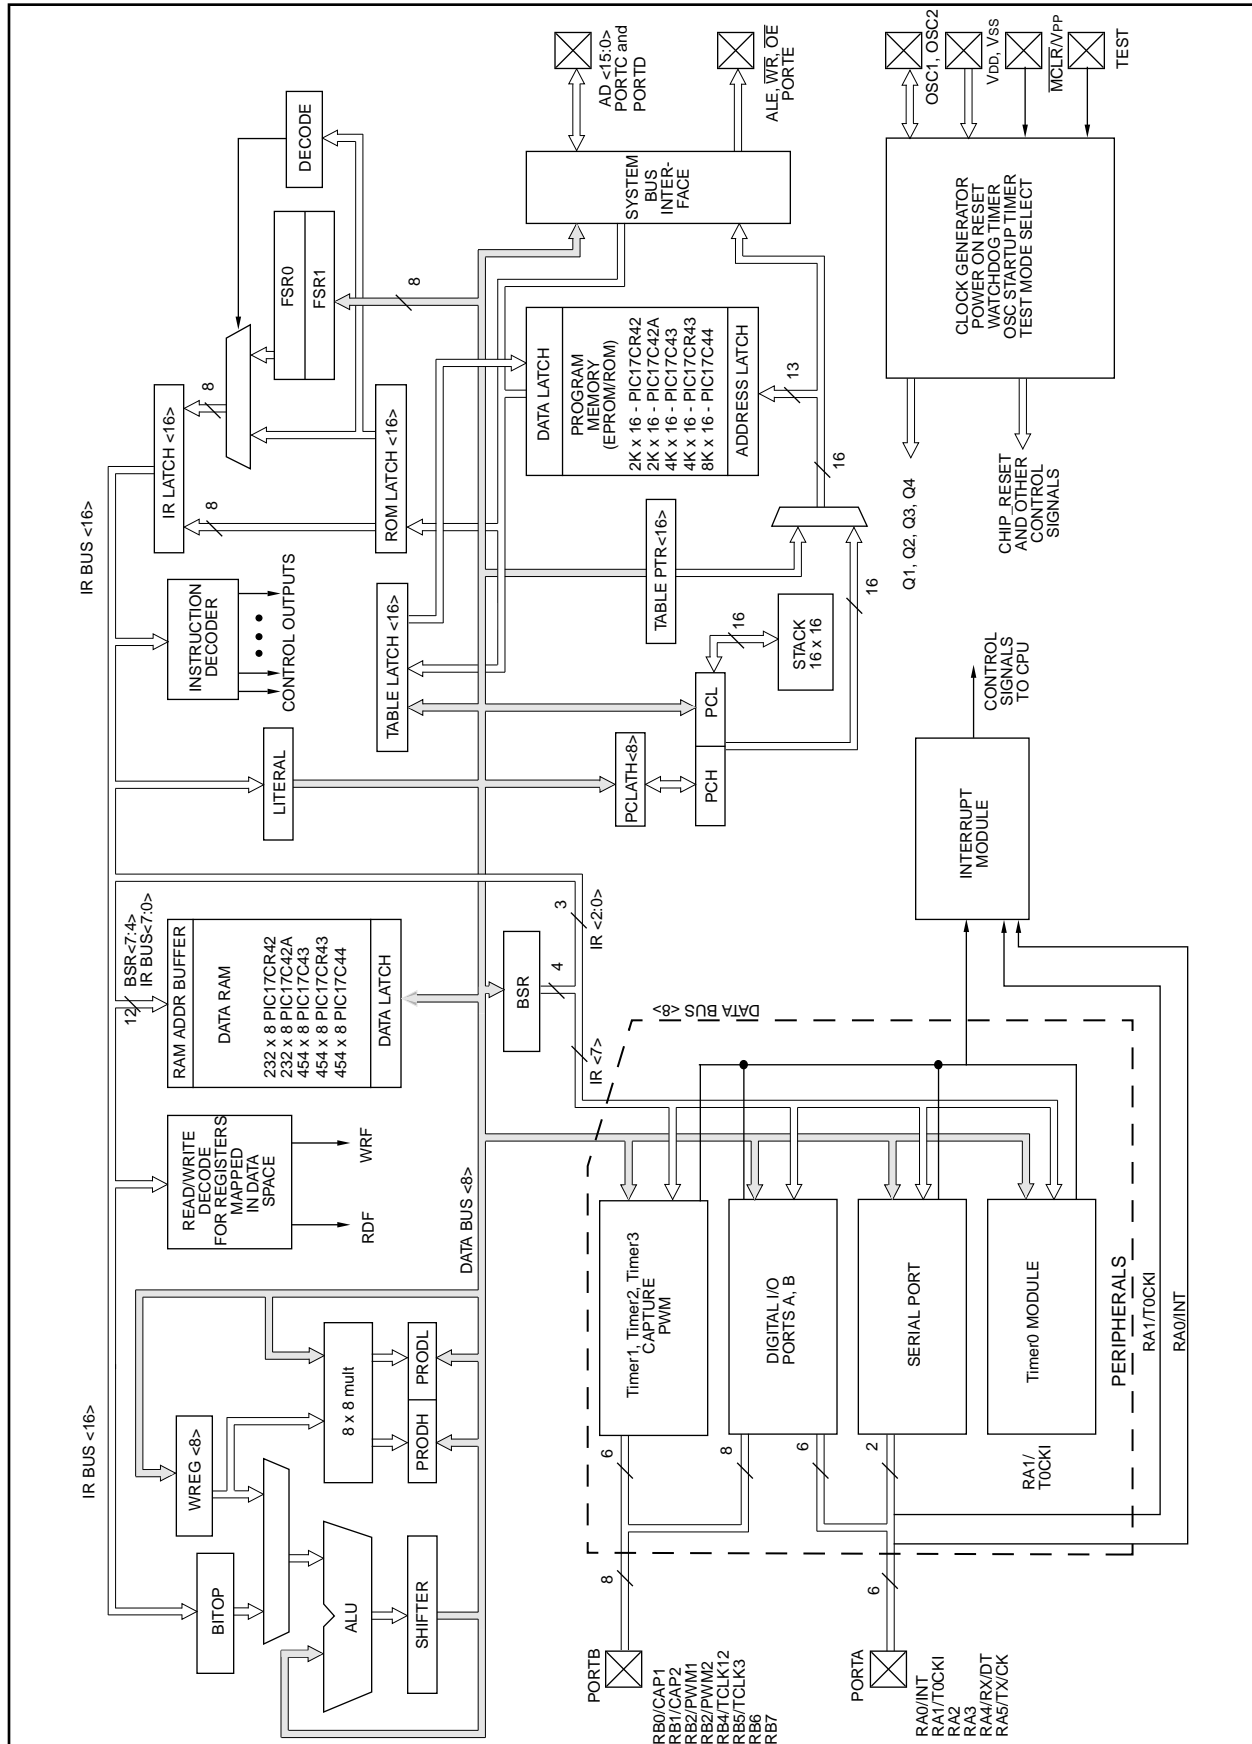 IR BUS <16>
IR BUS <16>
BITOP
WREG <8>
ALU
SHIFTER
8 x 8 mult
PRODH
PRODL
READ/WRITE
DECODE
FOR REGISTERS
MAPPED
IN DATA
SPACE
RDF
WRF
12
BSR<7:4>
IR BUS<7:0>
RAM ADDR BUFFER
DATA RAM
232 x 8 PIC17CR42
232 x 8 PIC17C42A
454 x 8 PIC17C43
454 x 8 PIC17CR43
454 x 8 PIC17C44
DATA LATCH
LITERAL
INSTRUCTION
DECODER
CONTROL OUTPUTS
IR LATCH <16>
8
8
ROM LATCH <16>
TABLE LATCH <16>
FSR0
FSR1
DECODE
8
DATA BUS <8>
BSR
4
3
IR <2:0>
IR <7>
DATA BUS <8>
PCLATH<8>
PCH
PCL
16
STACK
16 x 16
TABLE PTR<16>
16
16
13
DATA LATCH
PROGRAM
MEMORY
(EPROM/ROM)
2K x 16 - PIC17CR42
2K x 16 - PIC17C42A
4K x 16 - PIC17C43
4K x 16 - PIC17CR43
8K x 16 - PIC17C44
ADDRESS LATCH
SYSTEM
BUS
INTER-
FACE
AD <15:0>
PORTC and
PORTD
ALE, WR, OE
PORTE
PORTB
RB0/CAP1
RB1/CAP2
RB2/PWM1
RB2/PWM2
RB4/TCLK12
RB5/TCLK3
RB6
RB7
8
6
8
Timer1, Timer2, Timer3
CAPTURE
PWM
DIGITAL I/O
PORTS A, B
6
SERIAL PORT
2
Timer0 MODULE
RA1/
T0CKI
PERIPHERALS
PORTA
RA0/INT
RA1/T0CKI
RA2
RA3
RA4/RX/DT
RA5/TX/CK
6
RA1/T0CKI
RA0/INT
INTERRUPT
MODULE
CONTROL
SIGNALS
TO CPU
Q1, Q2, Q3, Q4
CHIP_RESET
AND OTHER
CONTROL
SIGNALS
CLOCK GENERATOR
POWER ON RESET
WATCHDOG TIMER
OSC STARTUP TIMER
TEST MODE SELECT
OSC1, OSC2
VDD, VSS
MCLR/VPP
TEST